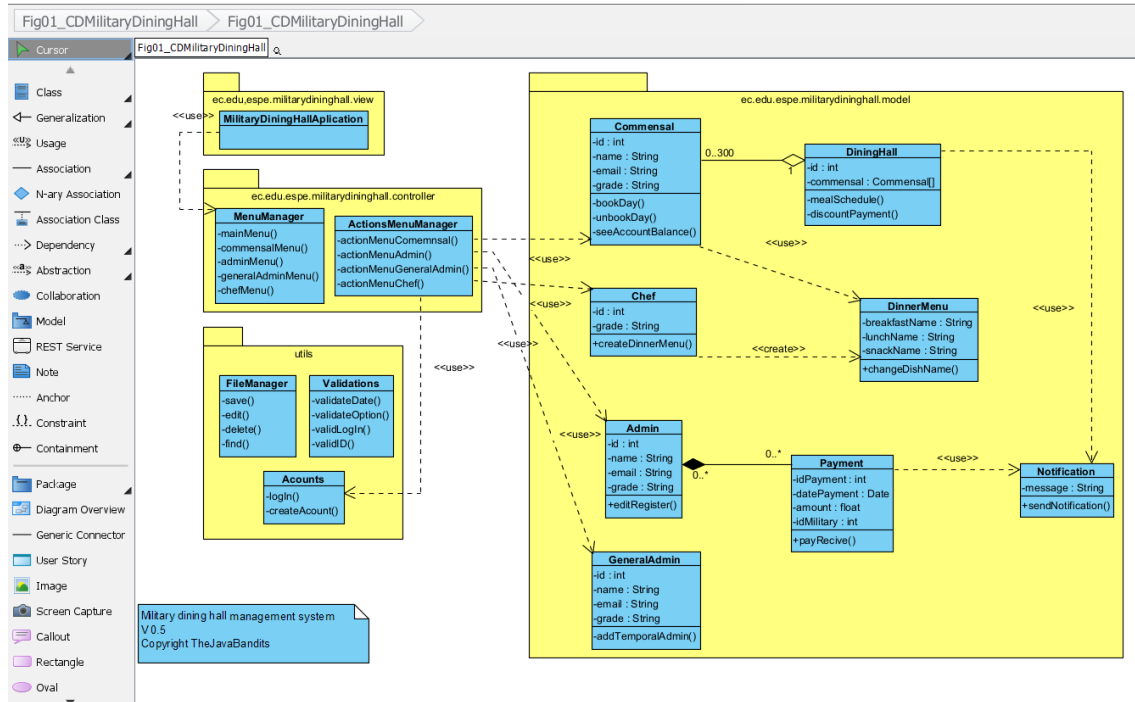 Fig01_CDMilitaryDiningHall
Fig01_CDMilitaryDiningHall
Cursor
Class
Generalization
<<U>> Usage
Association
N-ary Association
Association Class
Dependency
<<a>> Abstraction
Collaboration
Model
REST Service
Note
Anchor
Constraint
Containment
Package
Diagram Overview
Generic Connector
User Story
Image
Screen Capture
Callout
Rectangle
Oval
Fig01_CDMilitaryDiningHall
ec.edu,espe.militarydininghall.view
<<use>>
MilitaryDiningHallAplication
ec.edu.espe.militarydininghall.controller
MenuManager
-mainMenu()
-commensalMenu()
-adminMenu()
-generalAdminMenu()
-chefMenu()
ActionsMenuManager
-actionMenuComemnsal()
-actionMenuAdmin()
-actionMenuGeneralAdmin()
-actionMenuChef()
utils
FileManager
-save()
-edit()
-delete()
-find()
Validations
-validateDate()
-validateOption()
-validLogIn()
-validID()
Acounts
-logIn()
-createAcount()
<<use>>
<<use>>
<<use>>
<<use>>
<<use>>
Military dining hall management system
V 0.5
Copyright TheJavaBandits
ec.edu.espe.militarydininghall.model
Commensal
-id : int
-name : String
-email : String
-grade : String
-bookDay()
-unbookDay()
-seeAccountBalance()
0..300
1
DiningHall
-id : int
-commensal : Commensal[]
-mealSchedule()
-discountPayment()
<<use>>
Chef
-id : int
-grade : String
+createDinnerMenu()
<<create>>
DinnerMenu
-breakfastName : String
-lunchName : String
-snackName : String
+changeDishName()
<<use>>
Admin
-id : int
-name : String
-email : String
-grade : String
+editRegister()
0..*
0..*
Payment
-idPayment : int
-datePayment : Date
-amount : float
-idMilitary : int
+payRecive()
<<use>>
Notification
-message : String
+sendNotification()
GeneralAdmin
-id : int
-name : String
-email : String
-grade : String
-addTemporalAdmin()